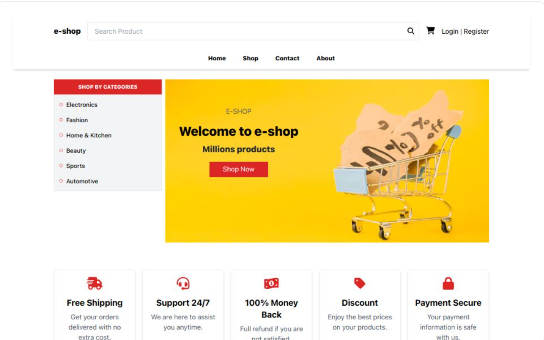 e-shop
Search Product
Login | Register
Home Shop Contact About
SHOP BY CATEGORIES
Electronics
Fashion
Home & Kitchen
Beauty
Sports
Automotive
E-SHOP
Welcome to e-shop
Millions products
Shop Now
% % off
Free Shipping
Get your orders
delivered with no
extra cost.
Support 24/7
We are here to assist
you anytime.
100% Money
Back
Full refund if you are
not satisfied.
Discount
Enjoy the best prices
on your products.
Payment Secure
Your payment
information is safe
with us.